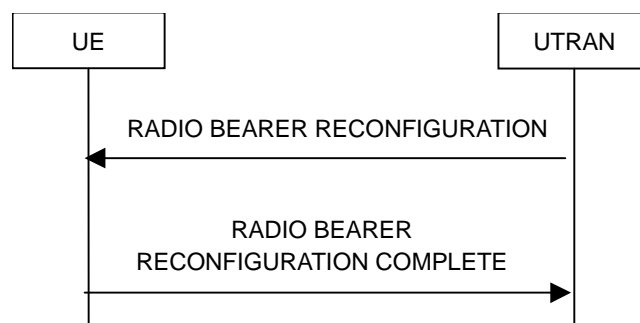 UE
UTRAN
RADIO BEARER RECONFIGURATION
RADIO BEARER
RECONFIGURATION COMPLETE